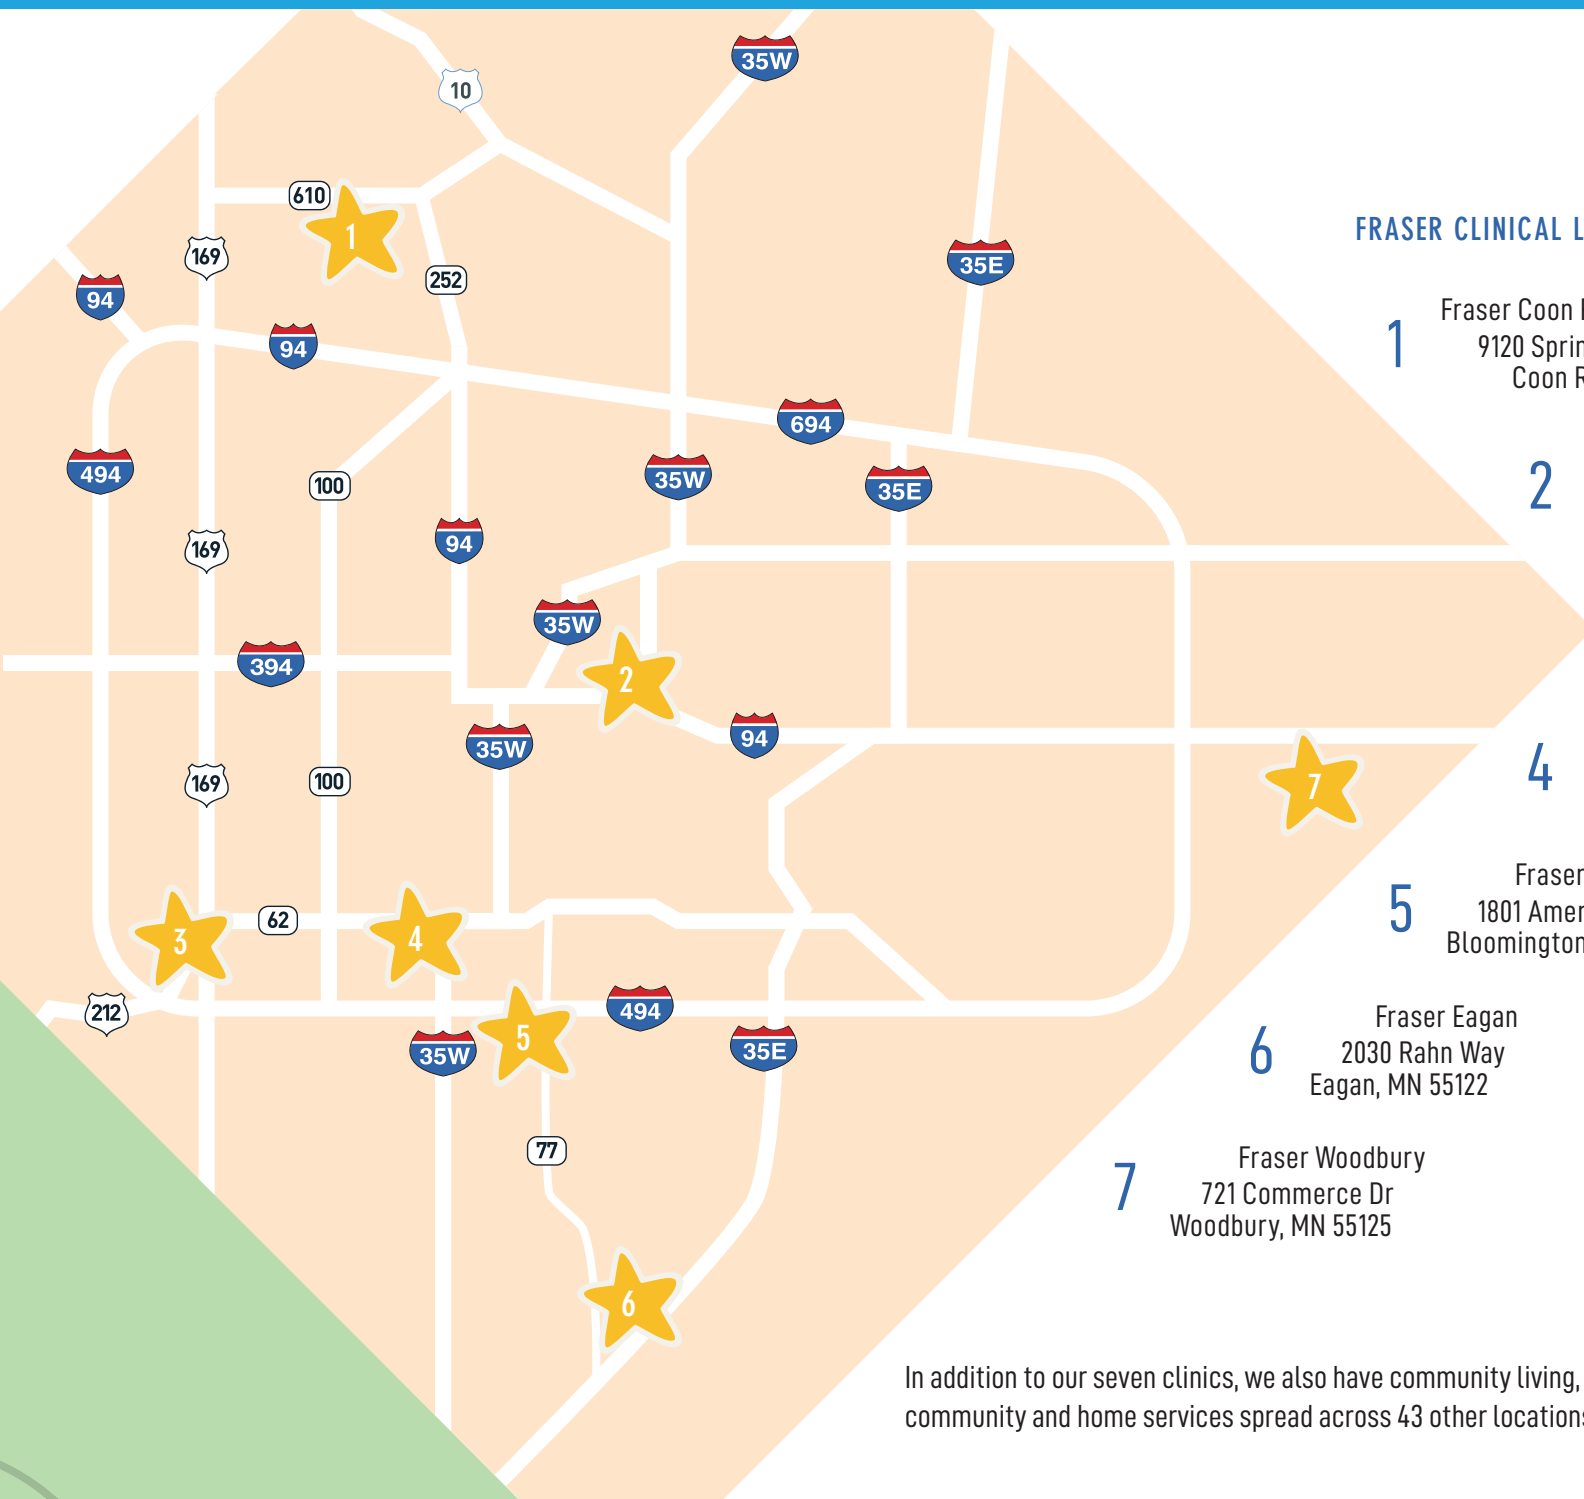 35W
10
610
1
169
252
35E
94
94
694
494
100
35W
35E
169
94
35W
394
2
35W
94
169
100
7
3
62
4
212
5
494
35W
35E
77
6
FRASER CLINICAL L
1
Fraser Coon
9120 Sprin
Coon R
2
4
5
Fraser
1801 Amer
Bloomington
6
Fraser Eagan
2030 Rahn Way
Eagan, MN 55122
7
Fraser Woodbury
721 Commerce Dr
Woodbury, MN 55125
In addition to our seven clinics, we also have community living,
community and home services spread across 43 other locations